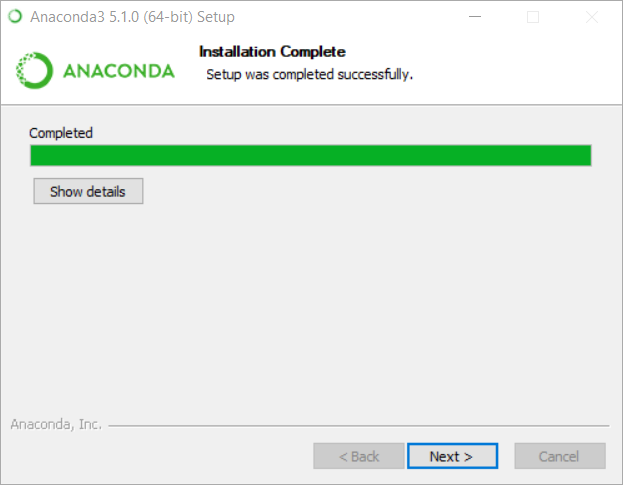 Anaconda3 5.1.0 (64-bit) Setup
ANACONDA
Installation Complete
Setup was completed successfully.
Completed
Show details
Anaconda, Inc.
< Back
Next >
Cancel